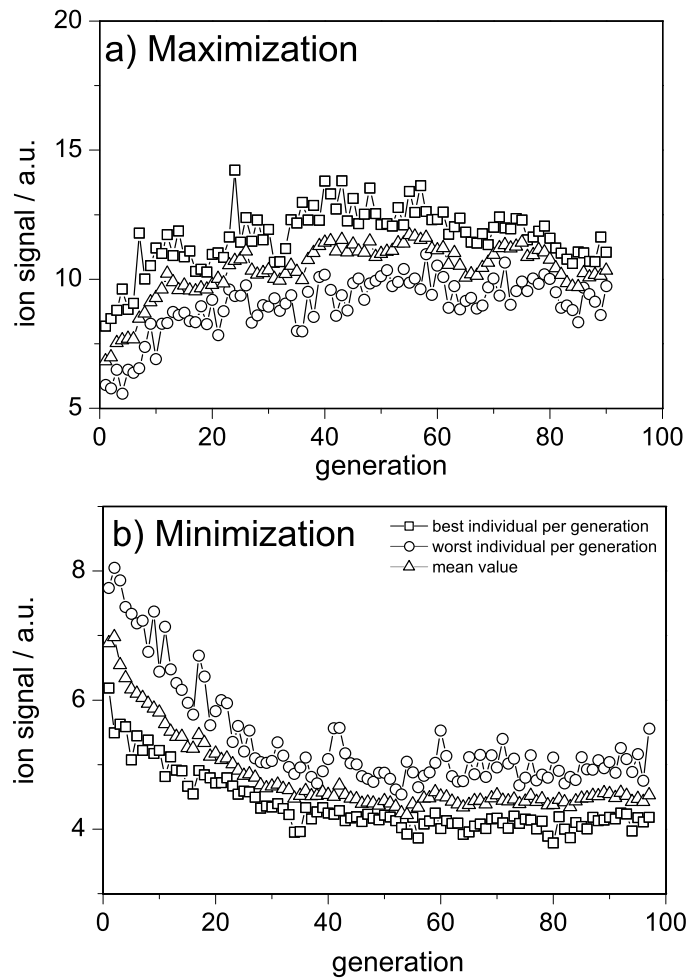 20
a) Maximization
15
ion signal / a.u.
10
5
0 20 40 60 80 100
generation
b) Minimization
best individual per generation
worst individual per generation
mean value
8
ion signal / a.u.
6
4
0 20 40 60 80 100
generation